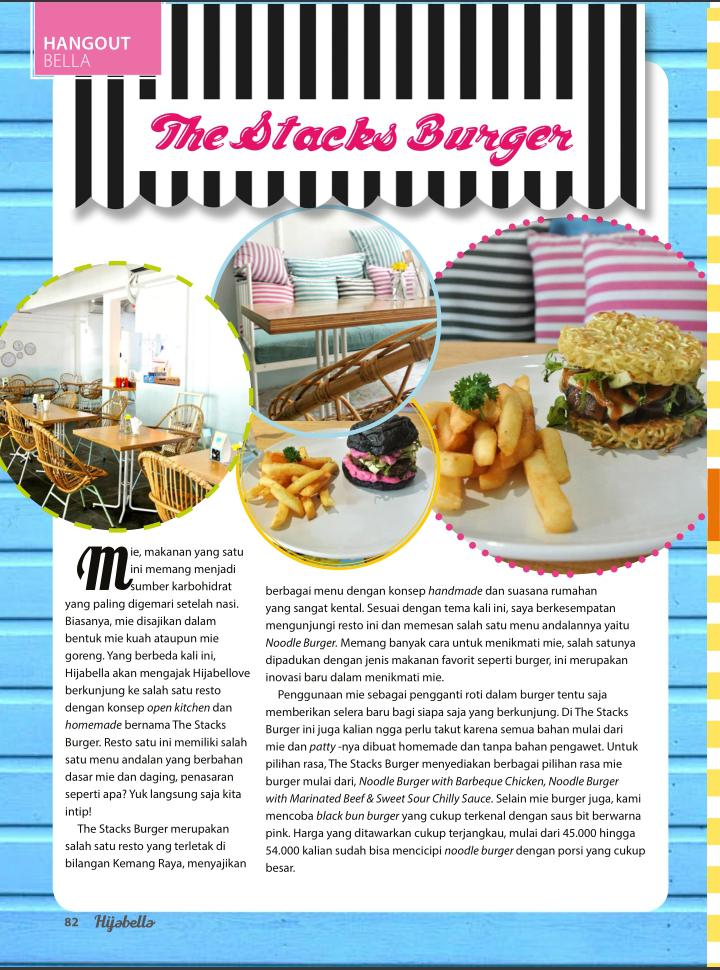 HANGOUT
BELLA
The Stacks Burger
Mie, makanan yang satu
ini memang menjadi
sumber karbohidrat
yang paling digemari setelah nasi.
Biasanya, mie disajikan dalam
bentuk mie kuah ataupun mie
goreng. Yang berbeda kali ini,
Hijabella akan mengajak Hijabellove
berkunjung ke salah satu resto
dengan konsep open kitchen dan
homemade bernama The Stacks
Burger. Resto satu ini memiliki salah
satu menu andalan yang berbahan
dasar mie dan daging, penasaran
seperti apa? Yuk langsung saja kita
intip!
The Stacks Burger merupakan
salah satu resto yang terletak di
bilangan Kemang Raya, menyajikan
berbagai menu dengan konsep handmade dan suasana rumahan
yang sangat kental. Sesuai dengan tema kali ini, saya berkesempatan
mengunjungi resto ini dan memesan salah satu menu andalannya yaitu
Noodle Burger. Memang banyak cara untuk menikmati mie, salah satunya
dipadukan dengan jenis makanan favorit seperti burger, ini merupakan
inovasi baru dalam menikmati mie.
Penggunaan mie sebagai pengganti roti dalam burger tentu saja
memberikan selera baru bagi siapa saja yang berkunjung. Di The Stacks
Burger ini juga kalian ngga perlu takut karena semua bahan mulai dari
mie dan patty -nya dibuat homemade dan tanpa bahan pengawet. Untuk
pilihan rasa, The Stacks Burger menyediakan berbagai pilihan rasa mie
burger mulai dari, Noodle Burger with Barbeque Chicken, Noodle Burger
with Marinated Beef & Sweet Sour Chilly Sauce. Selain mie burger juga, kami
mencoba black bun burger yang cukup terkenal dengan saus bit berwarna
pink. Harga yang ditawarkan cukup terjangkau, mulai dari 45.000 hingga
54.000 kalian sudah bisa mencicipi noodle burger dengan porsi yang cukup
besar.
82 Hijabella